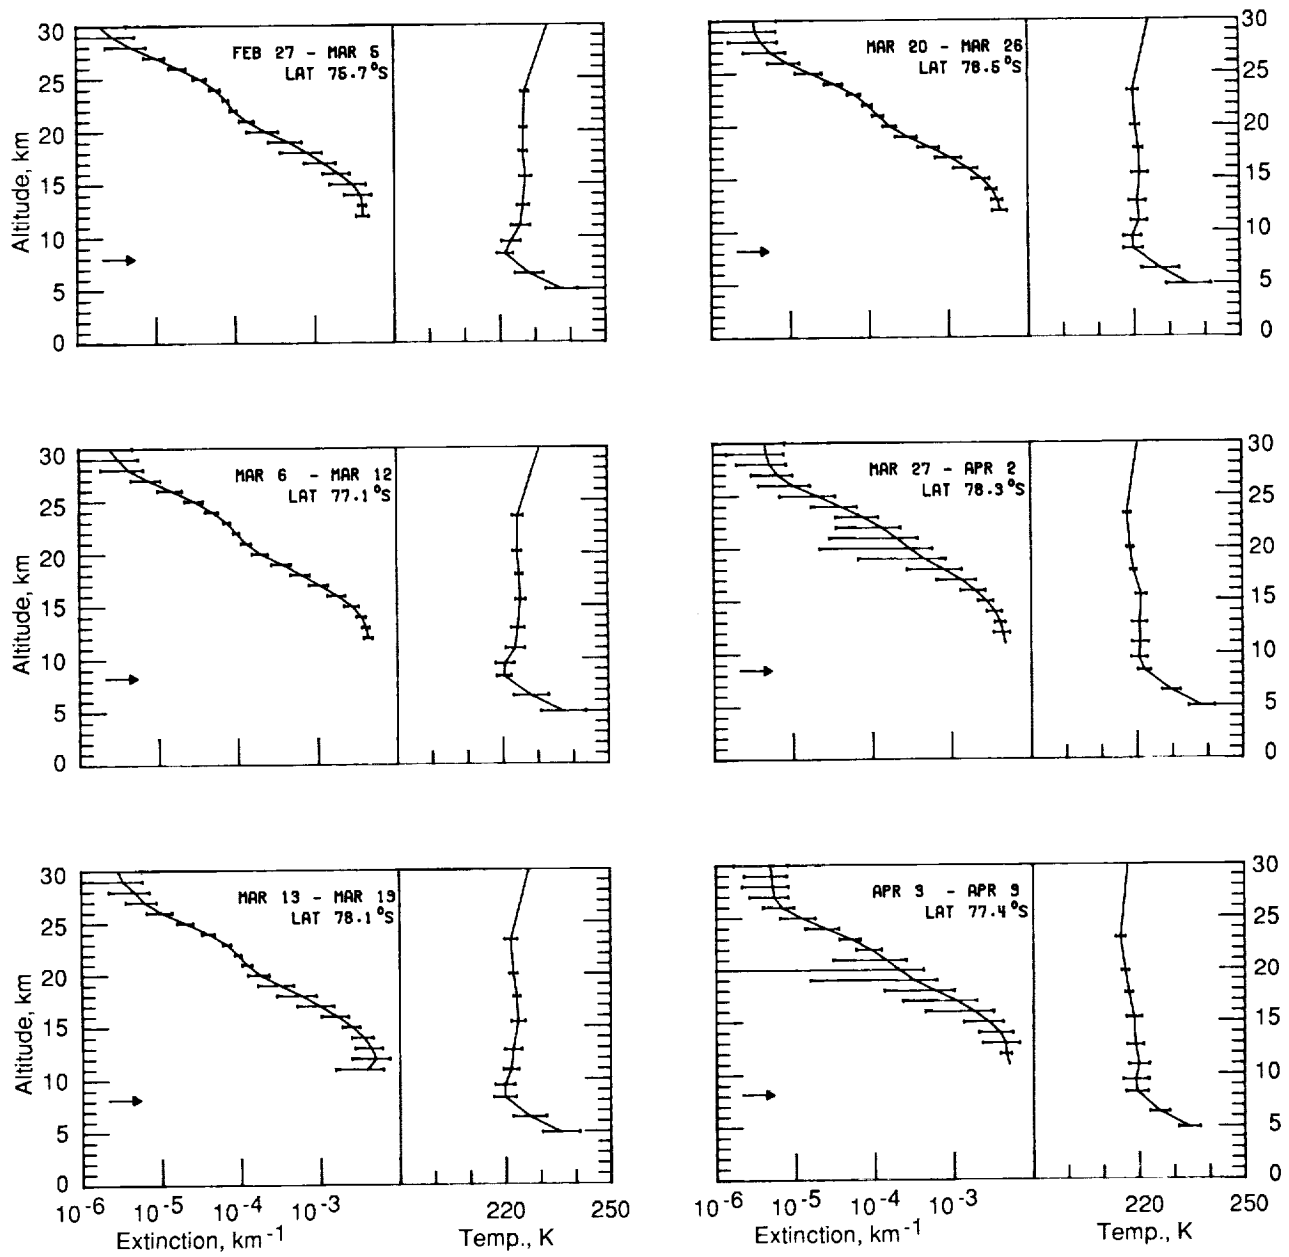 FEB 27 - MAR 5
LAT 75.7°S
30
25
20
15
10
5
0
Altitude, km
MAR 20 - MAR 26
LAT 78.5°S
30
25
20
15
10
5
0
MAR 6 - MAR 12
LAT 77.1°S
30
25
20
15
10
5
0
Altitude, km
MAR 27 - APR 2
LAT 78.3°S
30
25
20
15
10
5
0
MAR 13 - MAR 19
LAT 78.1°S
30
25
20
15
10
5
0
Altitude, km
10-6 10-5 10-4 10-3 220 250
Extinction, km-1 Temp., K
APR 3 - APR 9
LAT 77.4°S
30
25
20
15
10
5
0
10-6 10-5 10-4 10-3 220 250
Extinction, km-1 Temp., K